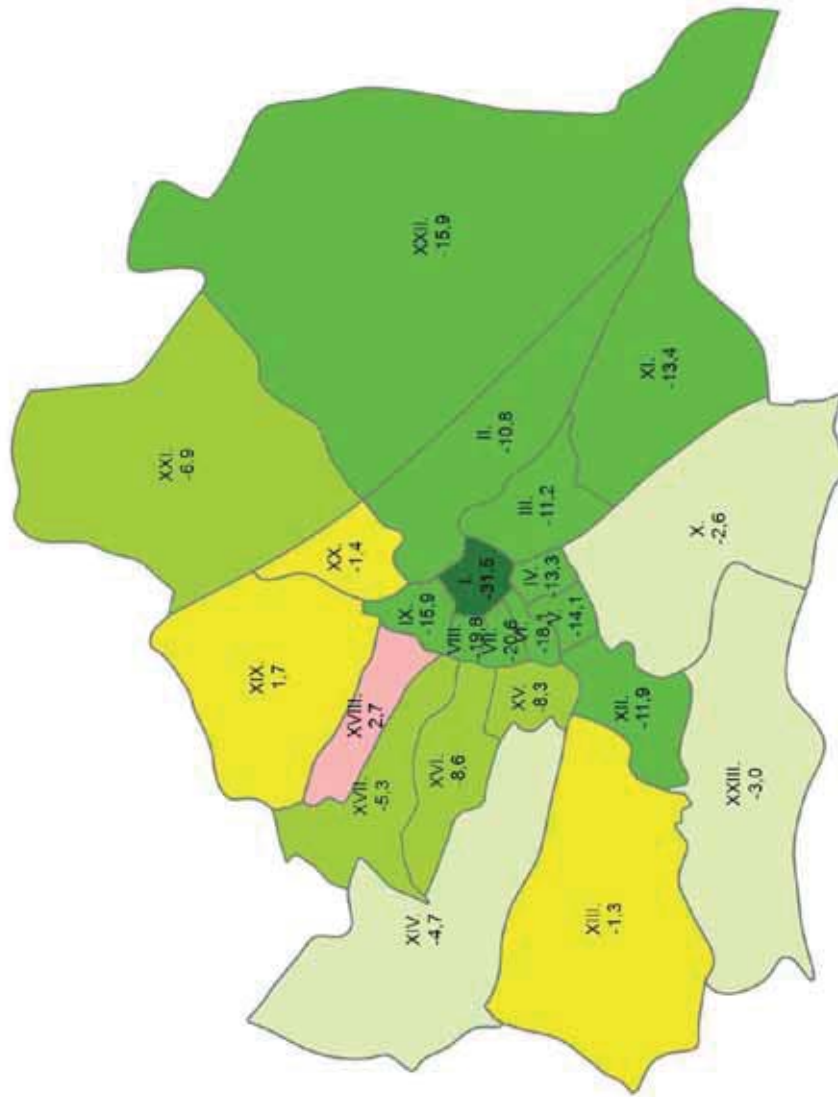 XXI.
-6.9
XIX.
1,7
XX.
-1,4
XVIII.
2,7
XVII.
-5,3
IX.
-15,9
XIV.
-4,7
XXII.
-15,9
XVI.
-8,6
VIII.
-19,8
I.
-31,5
II.
-10,8
VII.
-20,6
XV.
-8,3
VI.
-18,1
III.
-11,2
IV.
-13,3
V.
-14,1
XIII.
-1,3
XII.
-11,9
XI.
-13,4
X.
-2,6
XXIII.
-3,0